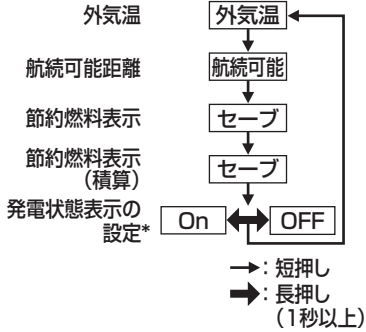 外気温 外気温
航続可能距離 航続可能
節約燃料表示 セーブ
節約燃料表示 セーブ
（積算）
発電状態表示の
設定* On OFF
：短押し
：長押し
（1秒以上）